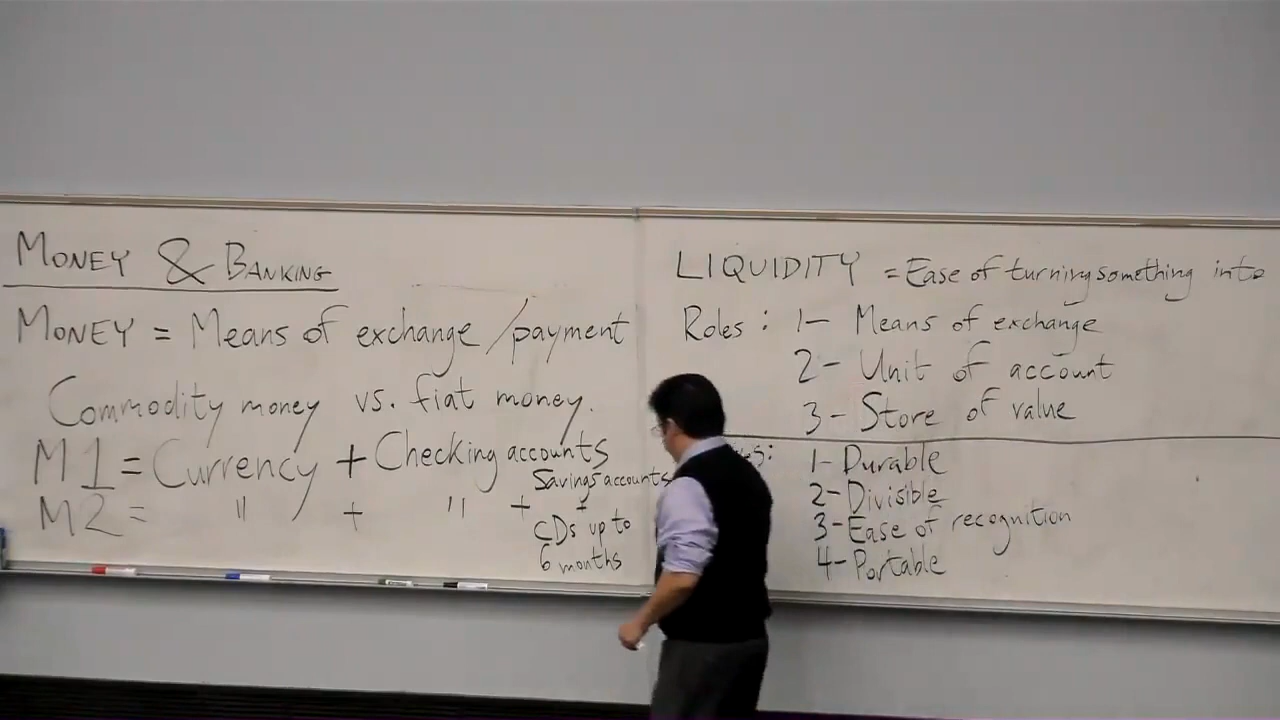 MONEY & BANKING
MONEY = Means of exchange /payment
Commodity money vs. fiat money.
M1 = Currency + Checking accounts
M2 = " + " + Savings accounts
+
CDs up to
6 months
LIQUIDITY = Ease of turning something into
Roles : 1- Means of exchange
2- Unit of account
3- Store of value
1- Durable
2- Divisible
3- Ease of recognition
4- Portable